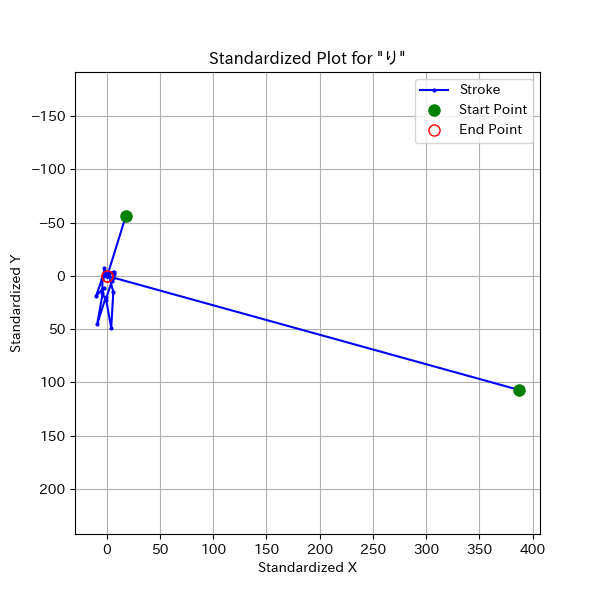 Standardized Plot for "り"
Stroke
Start Point
End Point
Standardized Y
−150
−100
−50
0
50
100
150
200
0 50 100 150 200 250 300 350 400
Standardized X